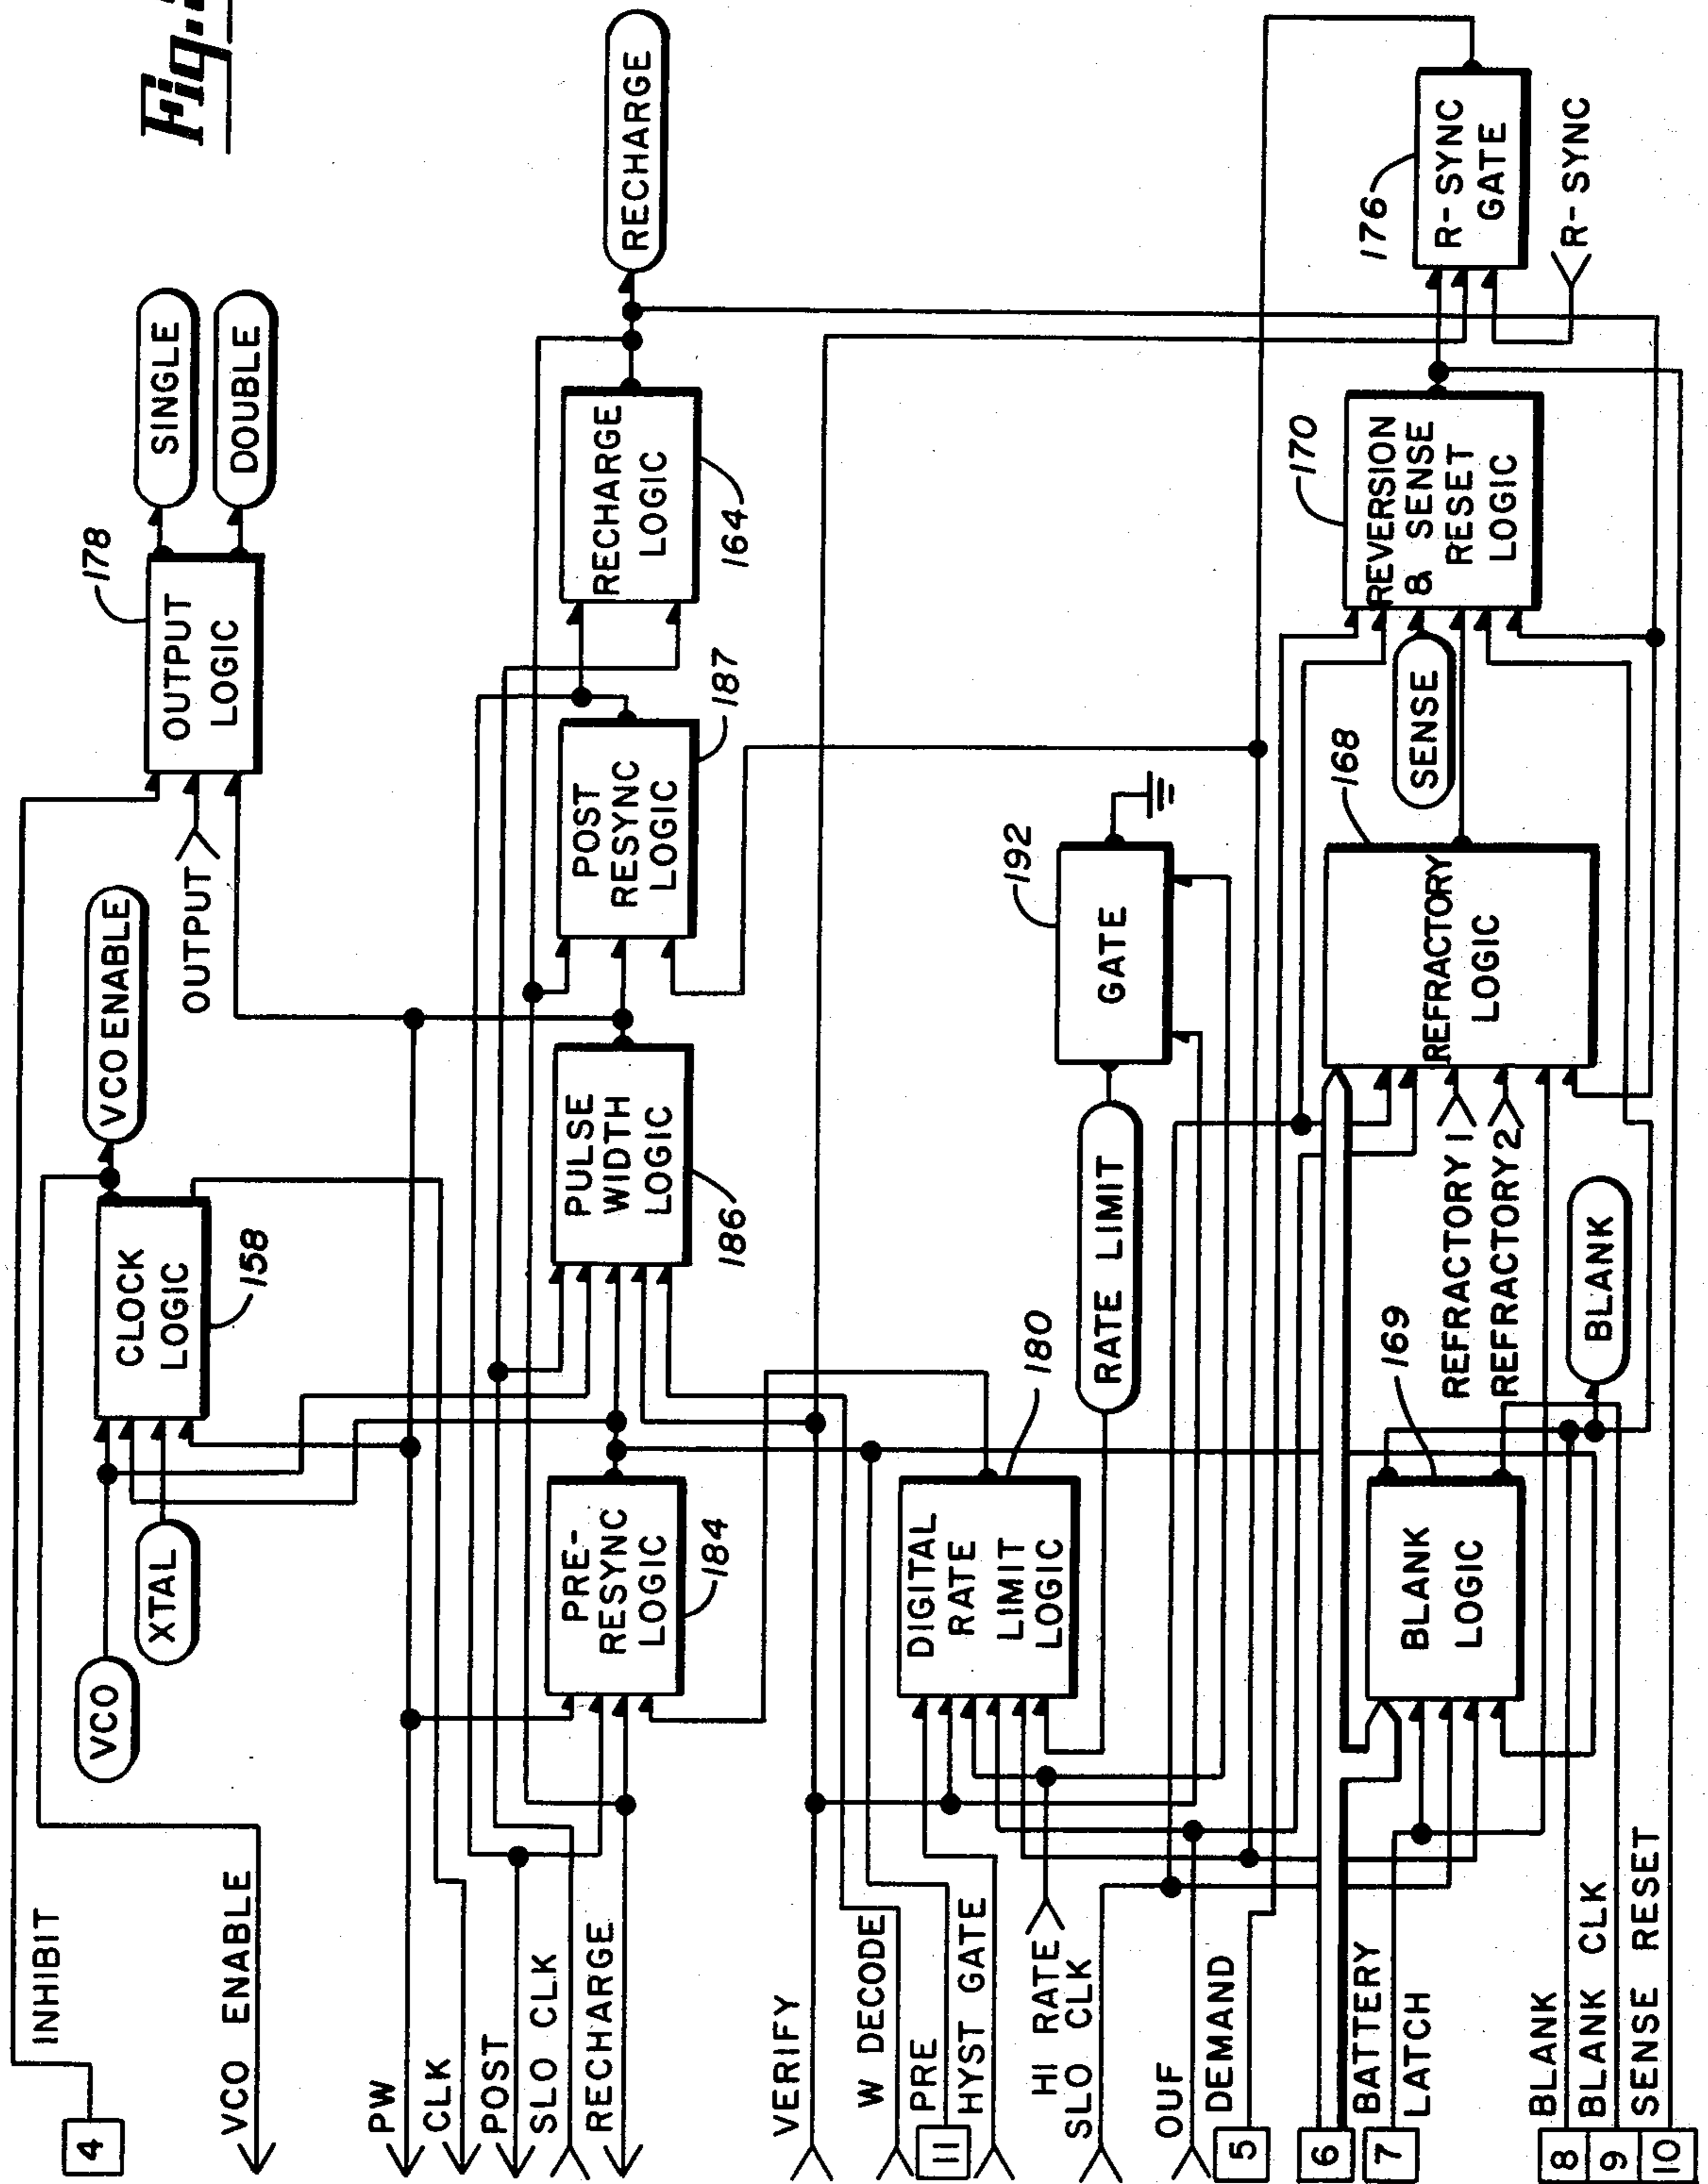 Fig.
INHIBIT
4
VCO ENABLE
VCO
XTAL
CLOCK
LOGIC
158
VCO ENABLE
OUTPUT
OUTPUT
LOGIC
178
SINGLE
DOUBLE
PW
CLK
POST
SLO CLK
RECHARGE
PRE-
RESYNC
LOGIC
184
PULSE
WIDTH
LOGIC
186
POST
RESYNC
LOGIC
187
RECHARGE
LOGIC
164
RECHARGE
VERIFY
W DECODE
PRE
11
HYST GATE
HI RATE
SLO CLK
OUF
DEMAND
5
DIGITAL
RATE
LIMIT
LOGIC
180
RATE LIMIT
GATE
192
6
BATTERY
LATCH
7
BLANK
LOGIC
169
REFRACTORY 1
REFRACTORY 2
BLANK
REFRACTORY
LOGIC
168
SENSE
REVERSION
& SENSE
RESET
LOGIC
170
R-SYNC
GATE
176
R-SYNC
BLANK
8
BLANK CLK
9
SENSE RESET
10